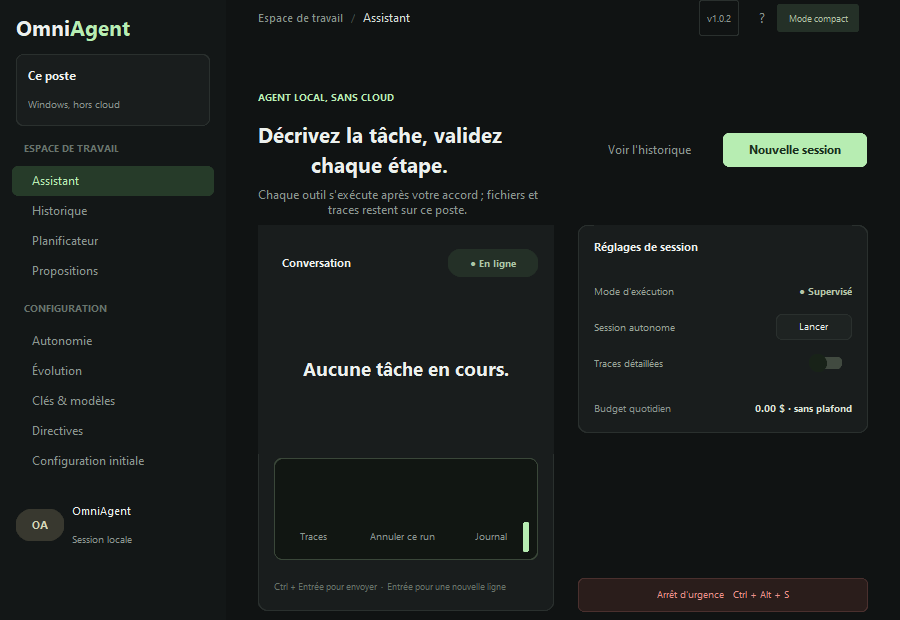 OmniAgent
Ce poste
Windows, hors cloud
ESPACE DE TRAVAIL
Assistant
Historique
Planificateur
Propositions
CONFIGURATION
Autonomie
Évolution
Clés & modèles
Directives
Configuration initiale
OA
OmniAgent
Session locale
Espace de travail / Assistant
v1.0.2
?
Mode compact
AGENT LOCAL, SANS CLOUD
Décrivez la tâche, validez
chaque étape.
Chaque outil s'exécute après votre accord ; fichiers et
traces restent sur ce poste.
Voir l'historique
Nouvelle session
Conversation
● En ligne
Aucune tâche en cours.
Traces
Annuler ce run
Journal
Ctrl + Entrée pour envoyer · Entrée pour une nouvelle ligne
Réglages de session
Mode d'exécution
● Supervisé
Session autonome
Lancer
Traces détaillées
Budget quotidien
0.00 $ · sans plafond
Arrêt d'urgence Ctrl + Alt + S